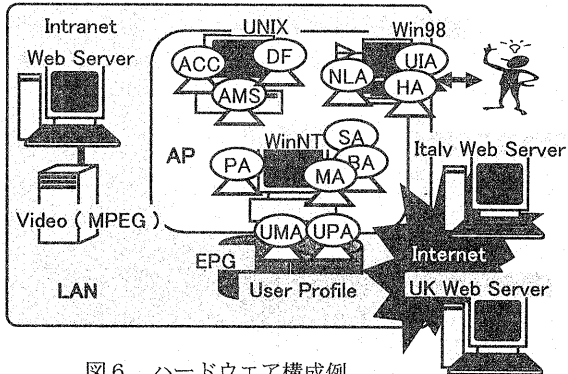 Intranet
Web Server
UNIX
Win98
ACC
DF
AMS
NLA
UIA
HA
AP
WinNT
SA
BA
PA
MA
Italy Web Server
Video ( MPEG )
UMA
UPA
EPG
User Profile
Internet
LAN
UK Web Server
図6 ハードウエア構成例